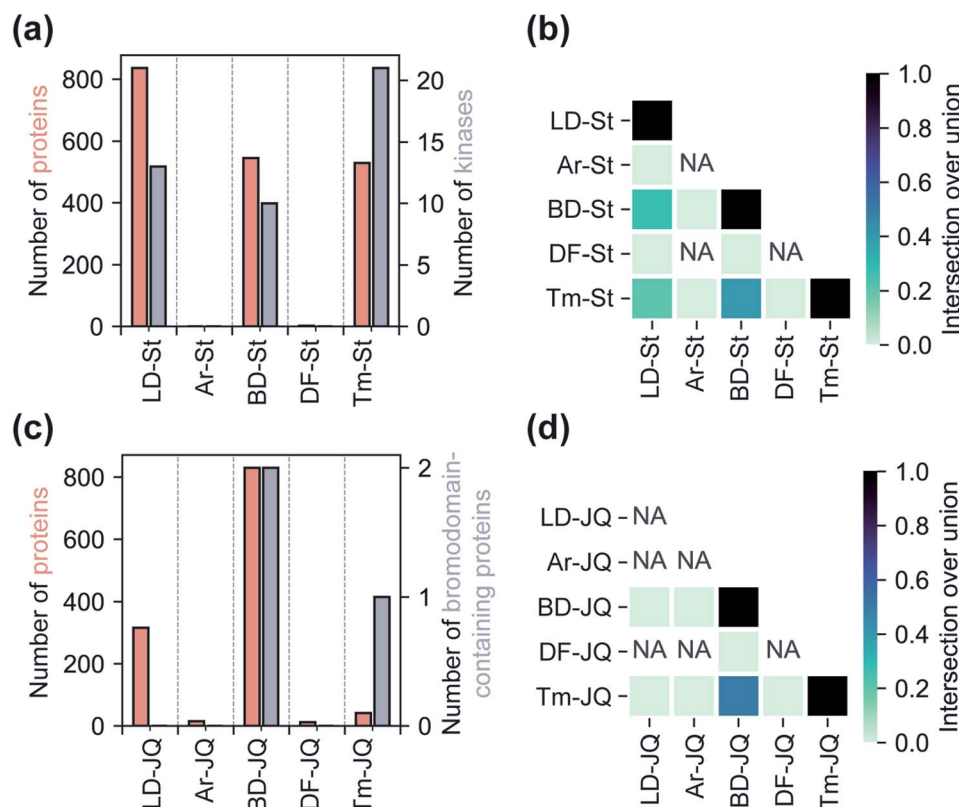 (a)
Number of proteins
800
600
400
200
0
20
15
10
5
0
Number of kinases
LD-St
Ar-St
BD-St
DF-St
Tm-St
(b)
LD-St
Ar-St
NA
BD-St
DF-St
NA
NA
Tm-St
LD-St
Ar-St
BD-St
DF-St
Tm-St
1.0
0.8
0.6
0.4
0.2
0.0
Intersection over union
(c)
Number of proteins
800
600
400
200
0
2
1
0
Number of bromodomain-
containing proteins
LD-JQ
Ar-JQ
BD-JQ
DF-JQ
Tm-JQ
(d)
LD-JQ
NA
Ar-JQ
NA NA
BD-JQ
DF-JQ
NA NA
NA
Tm-JQ
LD-JQ
Ar-JQ
BD-JQ
DF-JQ
Tm-JQ
1.0
0.8
0.6
0.4
0.2
0.0
Intersection over union